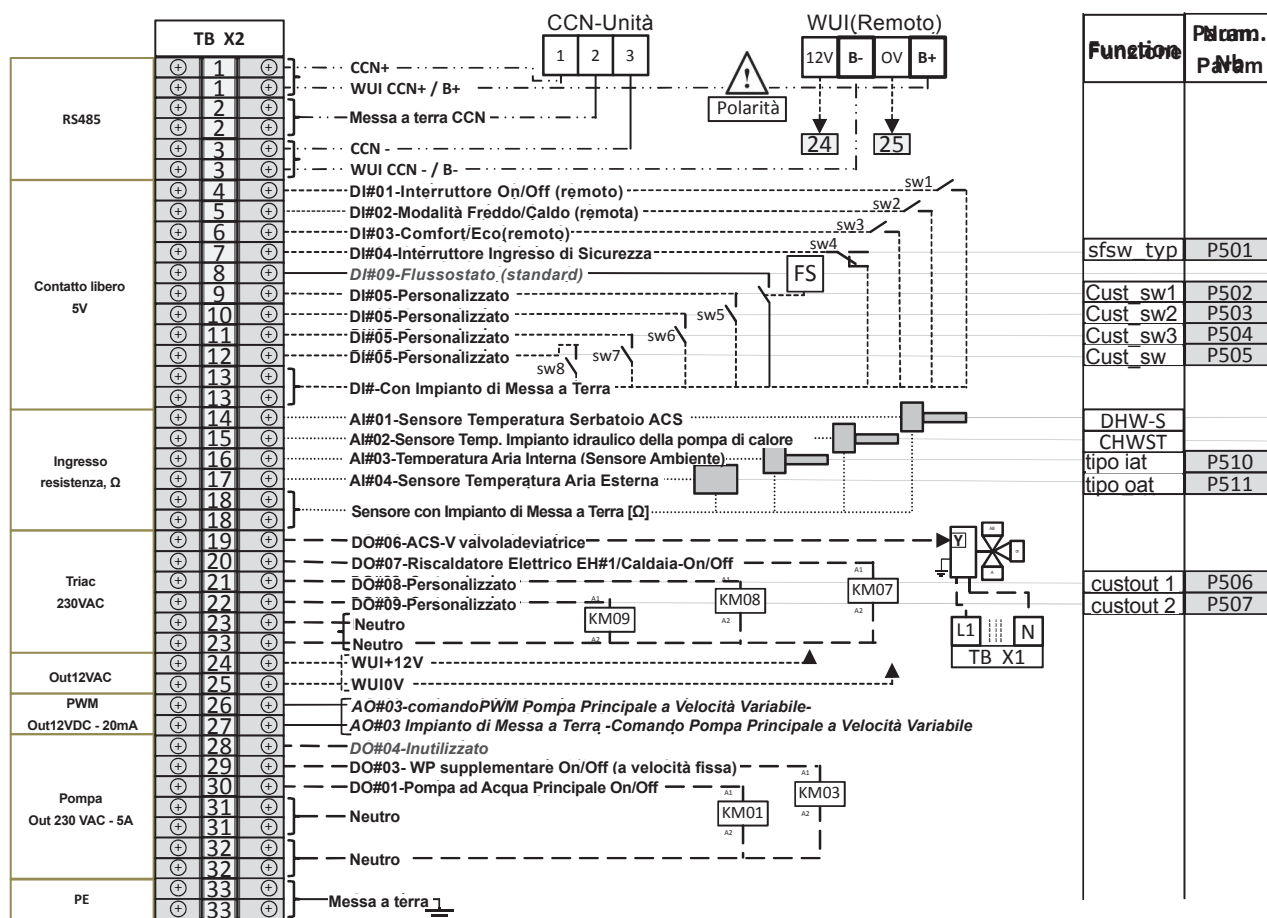 TB X2
CCN-Unità
1 2 3
WUI(Remoto)
12V B- OV B+
Polarità
24 25
Funzione
Param
RS485
1 CCN+
1 WUI CCN+ / B+
2
2 Messa a terra CCN
3 CCN -
3 WUI CCN - / B-
Contatto libero
5V
4 DI#01-Interruttore On/Off (remoto) sw1
5 DI#02-Modalità Freddo/Caldo (remota) sw2
6 DI#03-Comfort/Eco(remoto) sw3
7 DI#04-Interruttore Ingresso di Sicurezza sw4 sfsw_typ P501
8 DI#09-Flussostato (standard) FS
9 DI#05-Personalizzato sw5 Cust_sw1 P502
10 DI#05-Personalizzato sw6 Cust_sw2 P503
11 DI#05-Personalizzato sw7 Cust_sw3 P504
12 DI#05-Personalizzato sw8 Cust_sw P505
13
13 DI#-Con Impianto di Messa a Terra
Ingresso
resistenza, Ω
14 AI#01-Sensore Temperatura Serbatoio ACS DHW-S
15 AI#02-Sensore Temp. Impianto idraulico della pompa di calore CHWST
16 AI#03-Temperatura Aria Interna (Sensore Ambiente) tipo iat P510
17 AI#04-Sensore Temperatura Aria Esterna tipo oat P511
18
18 Sensore con Impianto di Messa a Terra [Ω]
Triac
230VAC
19 DO#06-ACS-V valvoladeviatrice Y
20 DO#07-Riscaldatore Elettrico EH#1/Caldaia-On/Off A1 KM07 A2
21 DO#08-Personalizzato A1 KM08 A2 custout 1 P506
22 DO#09-Personalizzato A1 KM09 A2 custout 2 P507
23 Neutro
23 Neutro
L1 N
TB X1
Out12VAC
24 WUI+12V
25 WUI0V
PWM
Out12VDC - 20mA
26 AO#03-comandoPWM Pompa Principale a Velocità Variabile-
27 AO#03 Impianto di Messa a Terra -Comando Pompa Principale a Velocità Variabile
Pompa
Out 230 VAC - 5A
28 DO#04-Inutilizzato
29 DO#03- WP supplementare On/Off (a velocità fissa) A1 KM03 A2
30 DO#01-Pompa ad Acqua Principale On/Off A1 KM01 A2
31
31 Neutro
32
32 Neutro
PE
33
33 Messa a terra